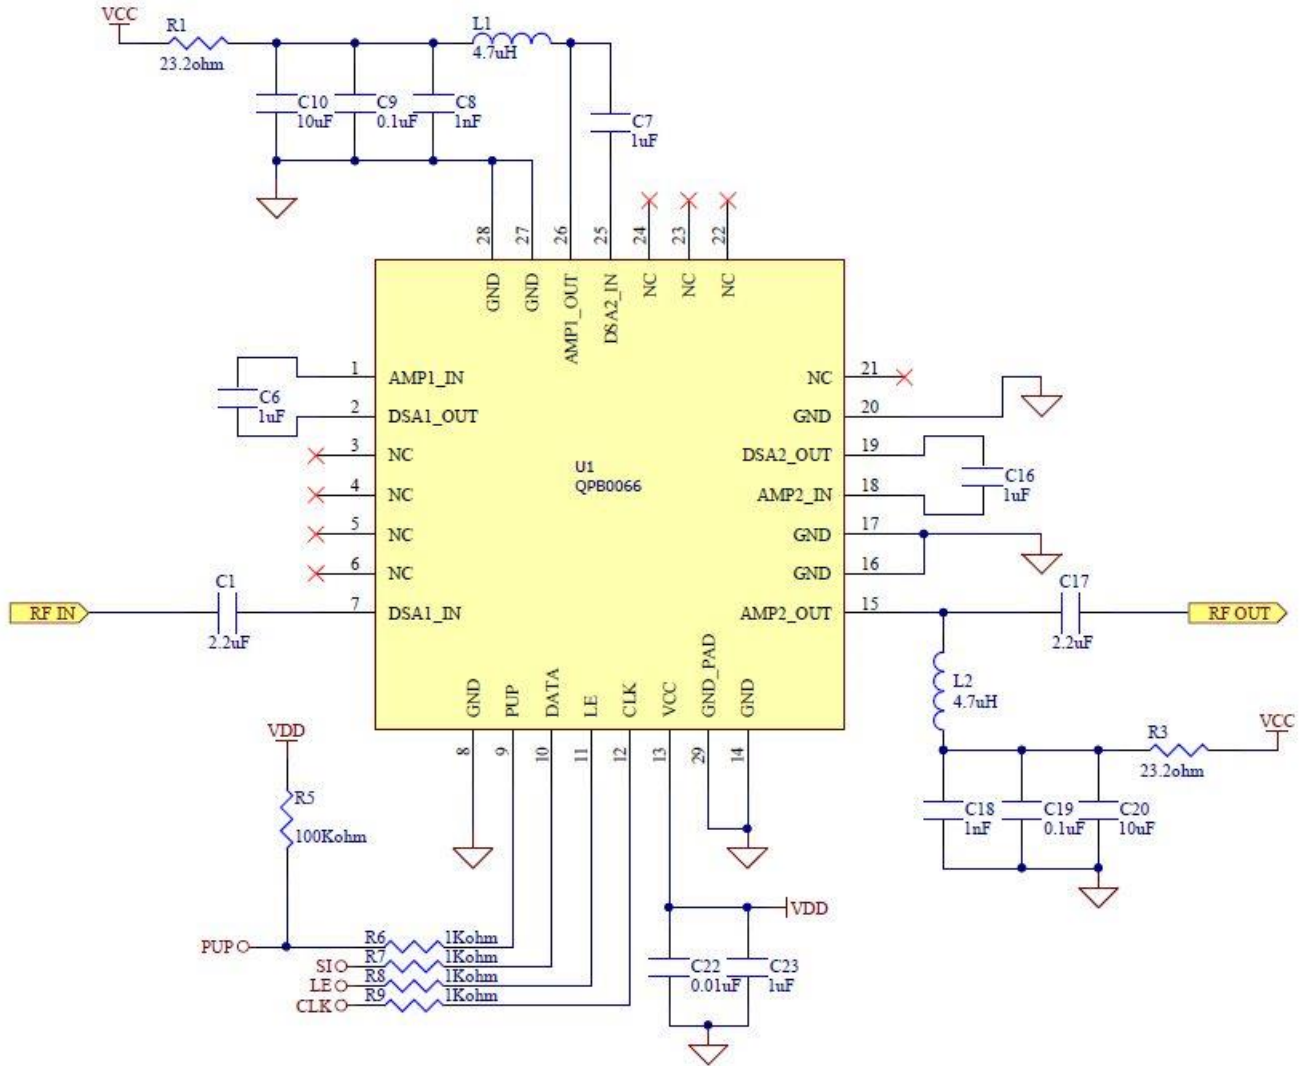 VCC
R1
23.2ohm
L1
4.7uH
C10
10uF
C9
0.1uF
C8
1nF
C7
1uF
28
27
26
25
24
23
22
GND
GND
AMP1_OUT
DSA2_IN
NC
NC
NC
C6
1uF
1
AMP1_IN
2
DSA1_OUT
3
NC
4
NC
5
NC
6
NC
7
DSA1_IN
RF IN
C1
2.2uF
U1
QPB0066
NC
21
GND
20
DSA2_OUT
19
AMP2_IN
18
C16
1uF
GND
17
GND
16
AMP2_OUT
15
C17
2.2uF
RF OUT
GND
PUP
DATA
LE
CLK
VCC
GND_PAD
GND
8
9
10
11
12
13
29
14
L2
4.7uH
R3
23.2ohm
VCC
C18
1nF
C19
0.1uF
C20
10uF
VDD
R5
100Kohm
VDD
PUP
R6
1Kohm
SI
R7
1Kohm
LE
R8
1Kohm
CLK
R9
1Kohm
C22
0.01uF
C23
1uF